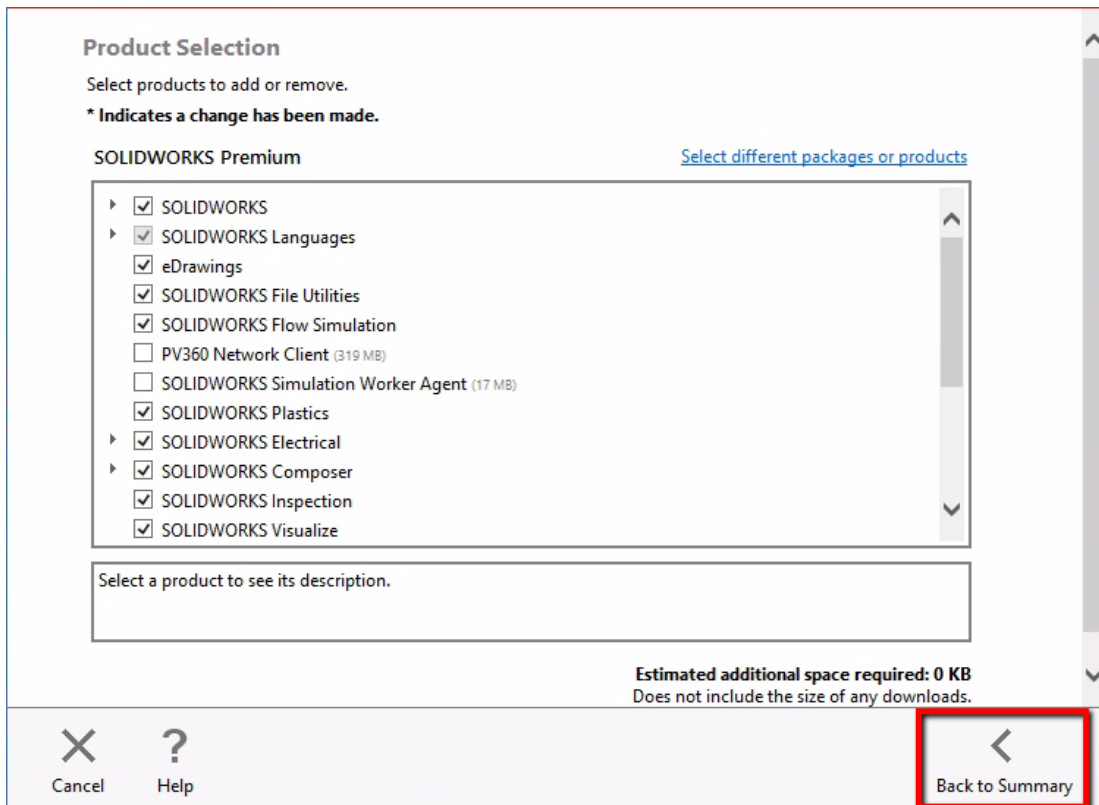 Product Selection
Select products to add or remove.
* Indicates a change has been made.
SOLIDWORKS Premium
Select different packages or products
SOLIDWORKS
SOLIDWORKS Languages
eDrawings
SOLIDWORKS File Utilities
SOLIDWORKS Flow Simulation
PV360 Network Client (319 MB)
SOLIDWORKS Simulation Worker Agent (17 MB)
SOLIDWORKS Plastics
SOLIDWORKS Electrical
SOLIDWORKS Composer
SOLIDWORKS Inspection
SOLIDWORKS Visualize
Select a product to see its description.
Estimated additional space required: 0 KB
Does not include the size of any downloads.
Cancel
Help
Back to Summary